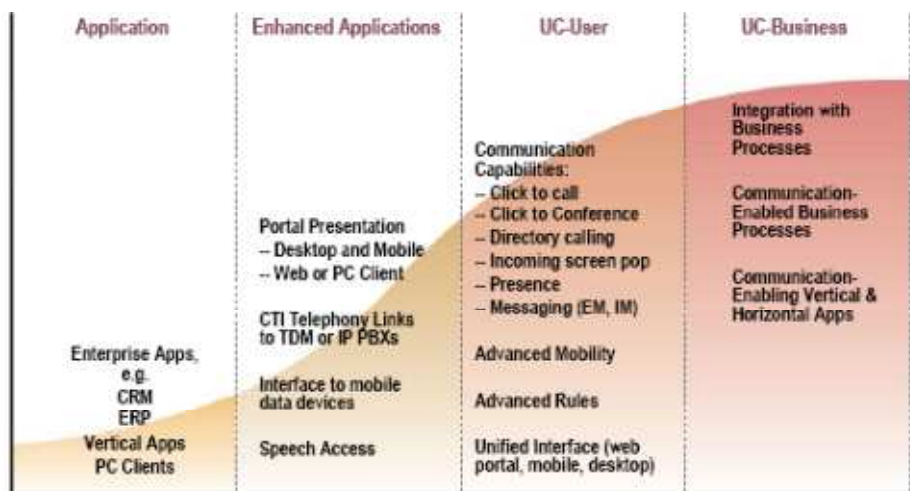 Application
Enterprise Apps,
e.g.
CRM
ERP
Vertical Apps
PC Clients
Enhanced Applications
Portal Presentation
-- Desktop and Mobile
-- Web or PC Client
CTI Telephony Links
to TDM or IP PBXs
Interface to mobile
data devices
Speech Access
UC-User
Communication
Capabilities:
-- Click to call
-- Click to Conference
-- Directory calling
-- Incoming screen pop
-- Presence
-- Messaging (EM, IM)
Advanced Mobility
Advanced Rules
Unified Interface (web
portal, mobile, desktop)
UC-Business
Integration with
Business
Processes
Communication-
Enabled Business
Processes
Communication-
Enabling Vertical &
Horizontal Apps